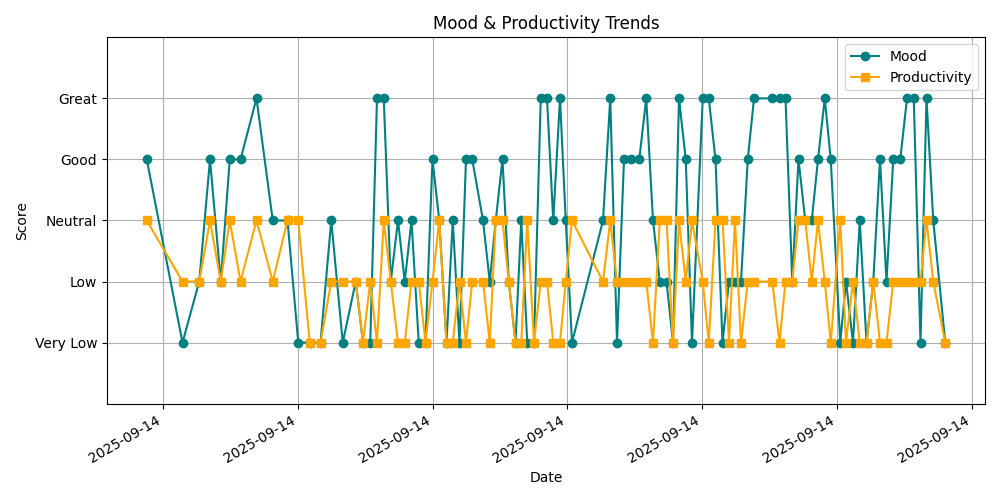 Mood & Productivity Trends
Mood
Productivity
Great
Good
Neutral
Low
Very Low
Score
2025-09-14
2025-09-14
2025-09-14
2025-09-14
2025-09-14
2025-09-14
2025-09-14
Date